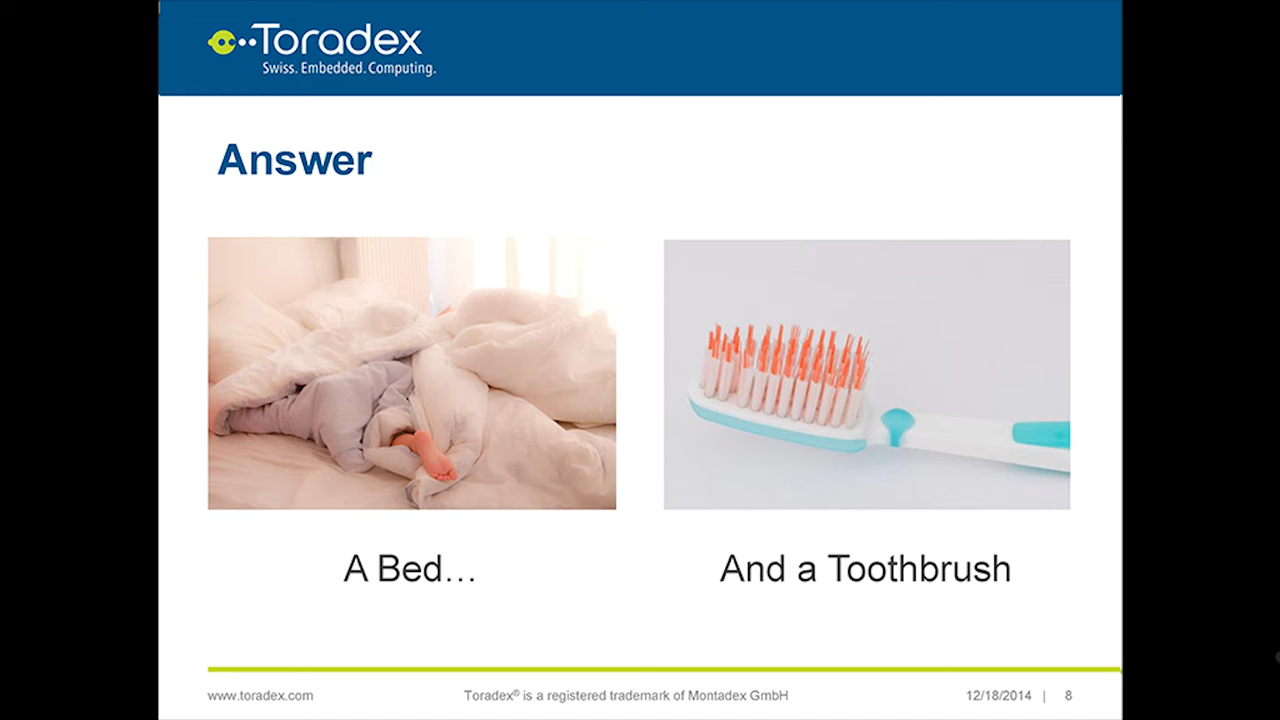 Toradex
Swiss. Embedded. Computing.
Answer
A Bed…
And a Toothbrush
www.toradex.com
Toradex® is a registered trademark of Montadex GmbH
12/18/2014 | 8